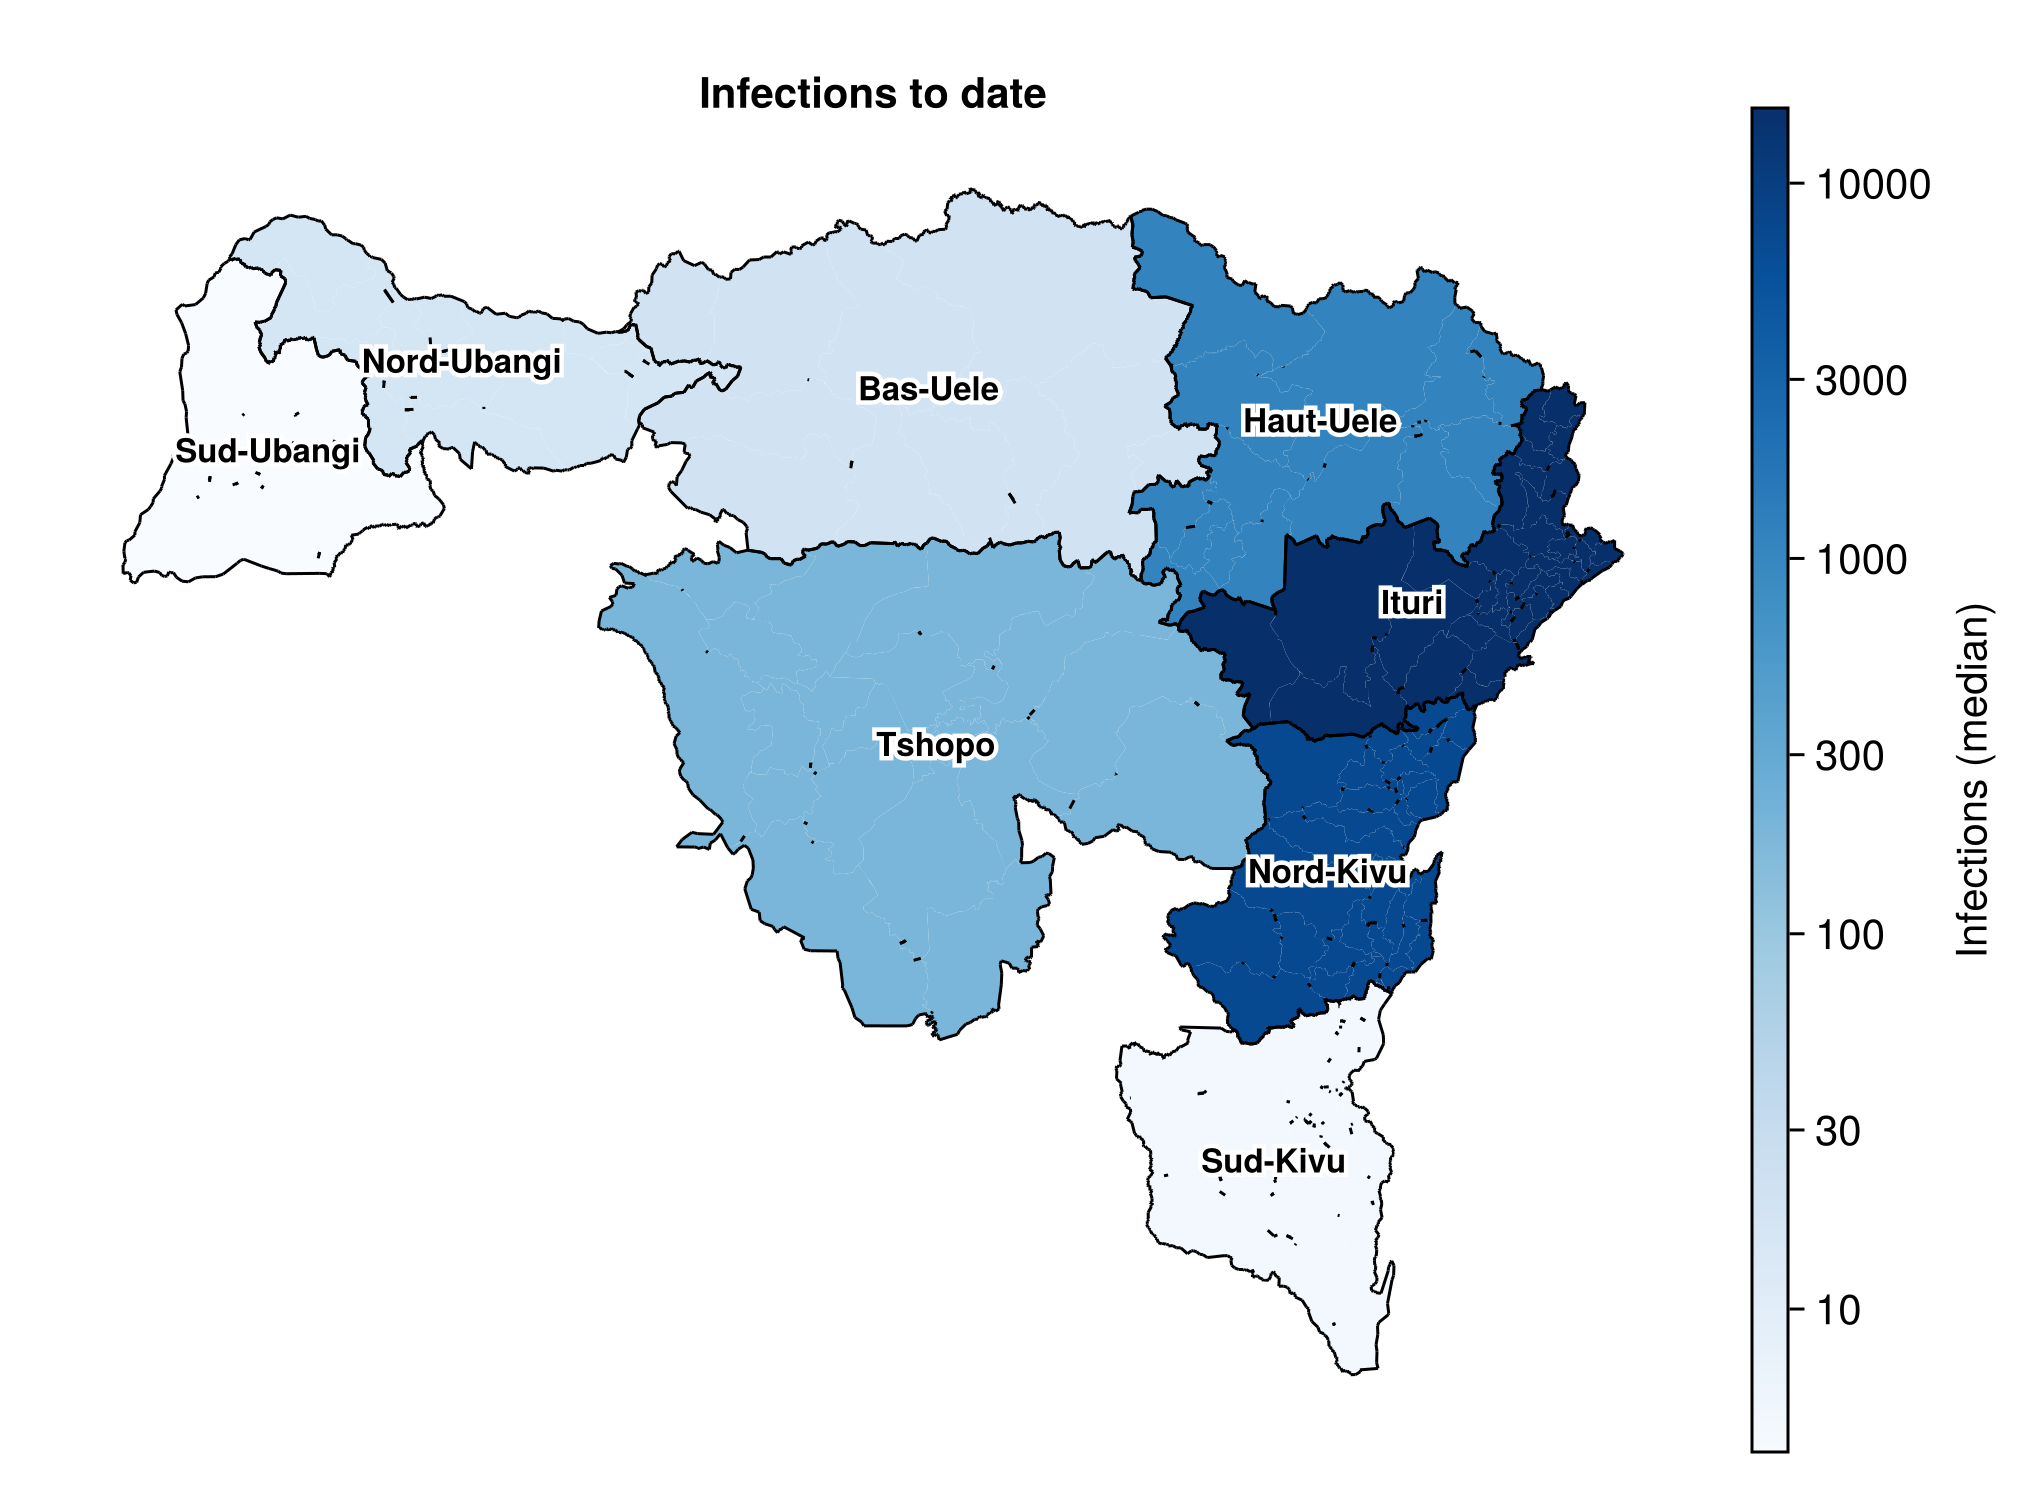 Infections to date
Nord-Ubangi
Sud-Ubangi
Bas-Uele
Haut-Uele
Ituri
Tshopo
Nord-Kivu
Sud-Kivu
10000
3000
1000
300
100
30
10
Infections (median)